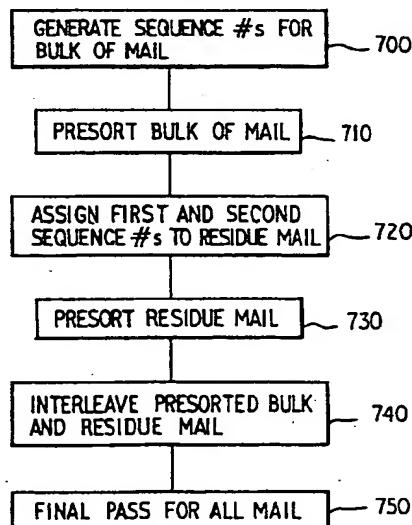 GENERATE SEQUENCE #s FOR
BULK OF MAIL
700
PRESORT BULK OF MAIL
710
ASSIGN FIRST AND SECOND
SEQUENCE #s TO RESIDUE MAIL
720
PRESORT RESIDUE MAIL
730
INTERLEAVE PRESORTED BULK
AND RESIDUE MAIL
740
FINAL PASS FOR ALL MAIL
750